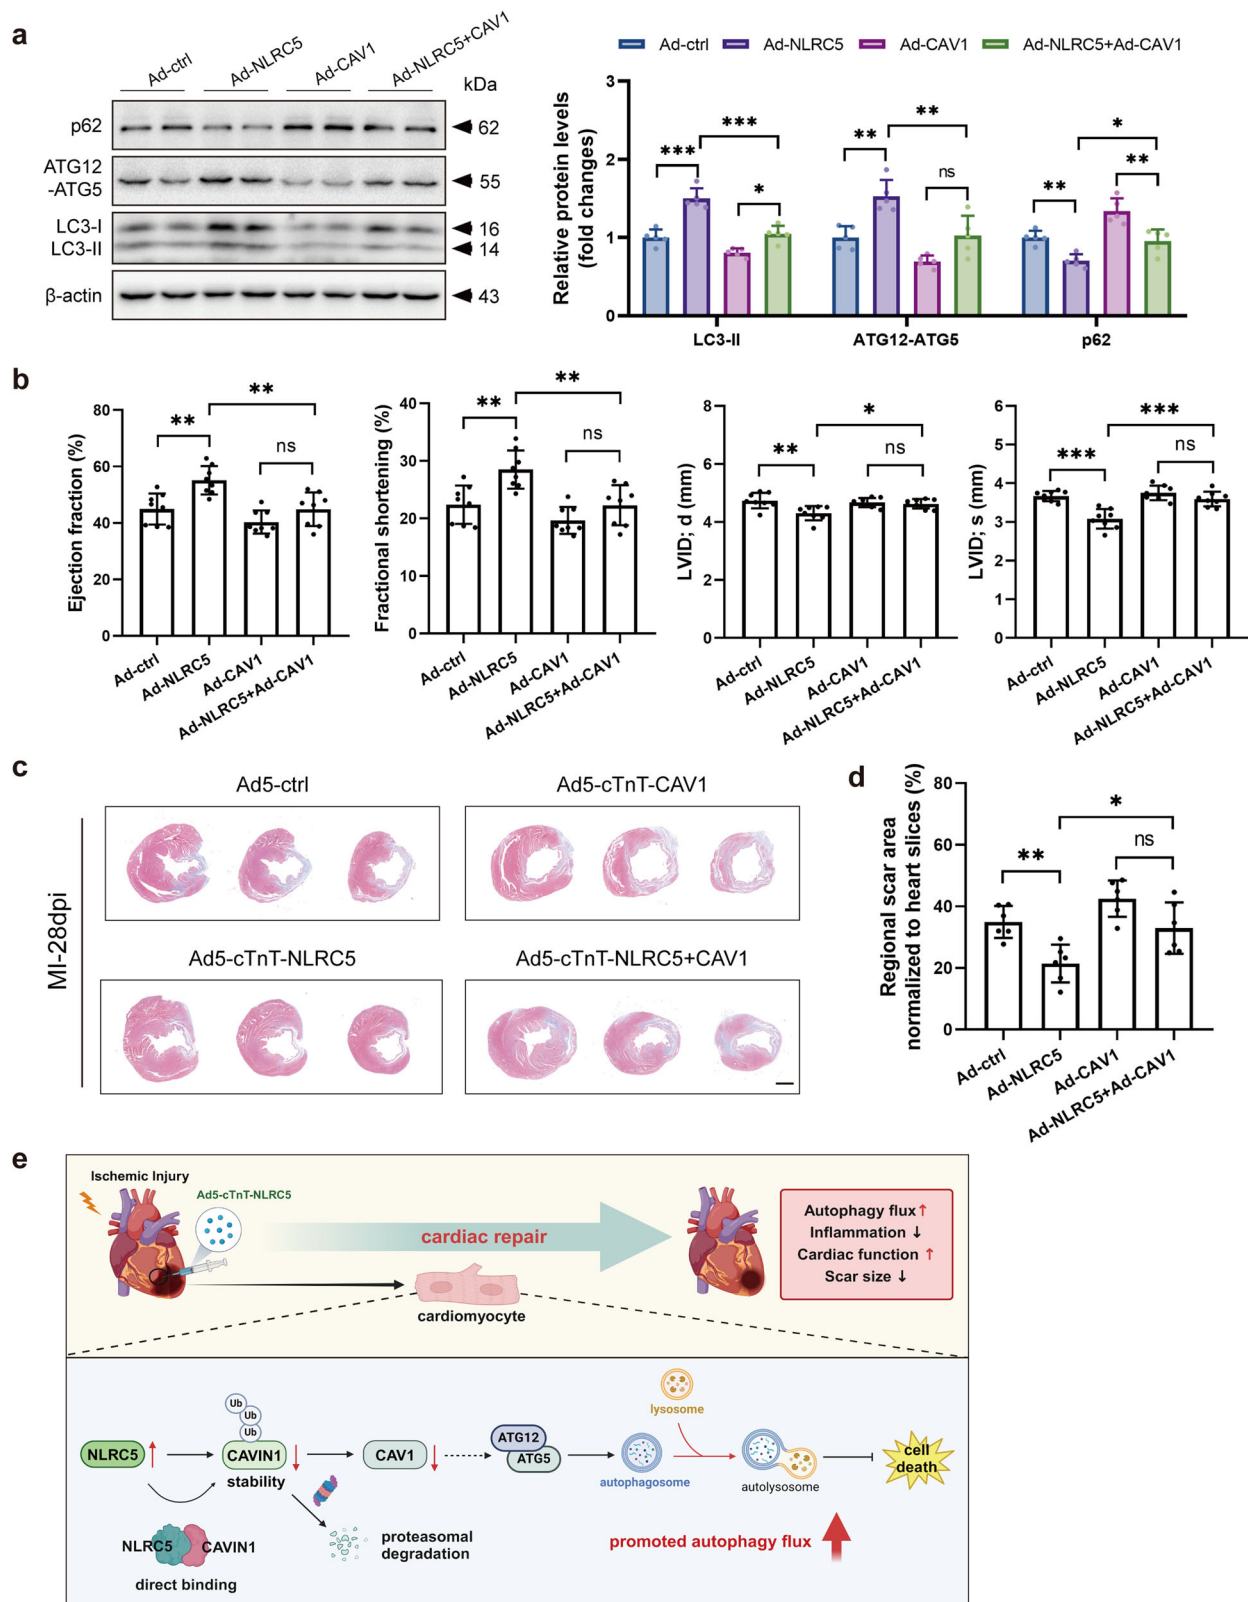 a
Ad-ctrl
Ad-NLRC5
Ad-CAV1
Ad-NLRC5+CAV1
kDa
p62
62
ATG12
-ATG5
55
LC3-I
16
LC3-II
14
β-actin
43
Ad-ctrl Ad-NLRC5 Ad-CAV1 Ad-NLRC5+Ad-CAV1
Relative protein levels
(fold changes)
3
2
1
0
*** *** *
** ** ns
** * **
LC3-II ATG12-ATG5 p62
b
Ejection fraction (%)
80
60
40
20
0
** ** ns
Ad-ctrl
Ad-NLRC5
Ad-CAV1
Ad-NLRC5+Ad-CAV1
Fractional shortening (%)
40
30
20
10
0
** ** ns
Ad-ctrl
Ad-NLRC5
Ad-CAV1
Ad-NLRC5+Ad-CAV1
LVID; d (mm)
8
6
4
2
0
** * ns
Ad-ctrl
Ad-NLRC5
Ad-CAV1
Ad-NLRC5+Ad-CAV1
LVID; s (mm)
6
5
4
3
2
1
0
*** *** ns
Ad-ctrl
Ad-NLRC5
Ad-CAV1
Ad-NLRC5+Ad-CAV1
c
MI-28dpi
Ad5-ctrl
Ad5-cTnT-CAV1
Ad5-cTnT-NLRC5
Ad5-cTnT-NLRC5+CAV1
d
Regional scar area
normalized to heart slices (%)
80
60
40
20
0
** * ns
Ad-ctrl
Ad-NLRC5
Ad-CAV1
Ad-NLRC5+Ad-CAV1
e
Ischemic Injury
Ad5-cTnT-NLRC5
cardiac repair
cardiomyocyte
Autophagy flux↑
Inflammation ↓
Cardiac function ↑
Scar size ↓
Ub
Ub
Ub
NLRC5
CAVIN1
stability
CAV1
ATG12
ATG5
lysosome
autophagosome
autolysosome
cell
death
NLRC5 CAVIN1
direct binding
proteasomal
degradation
promoted autophagy flux